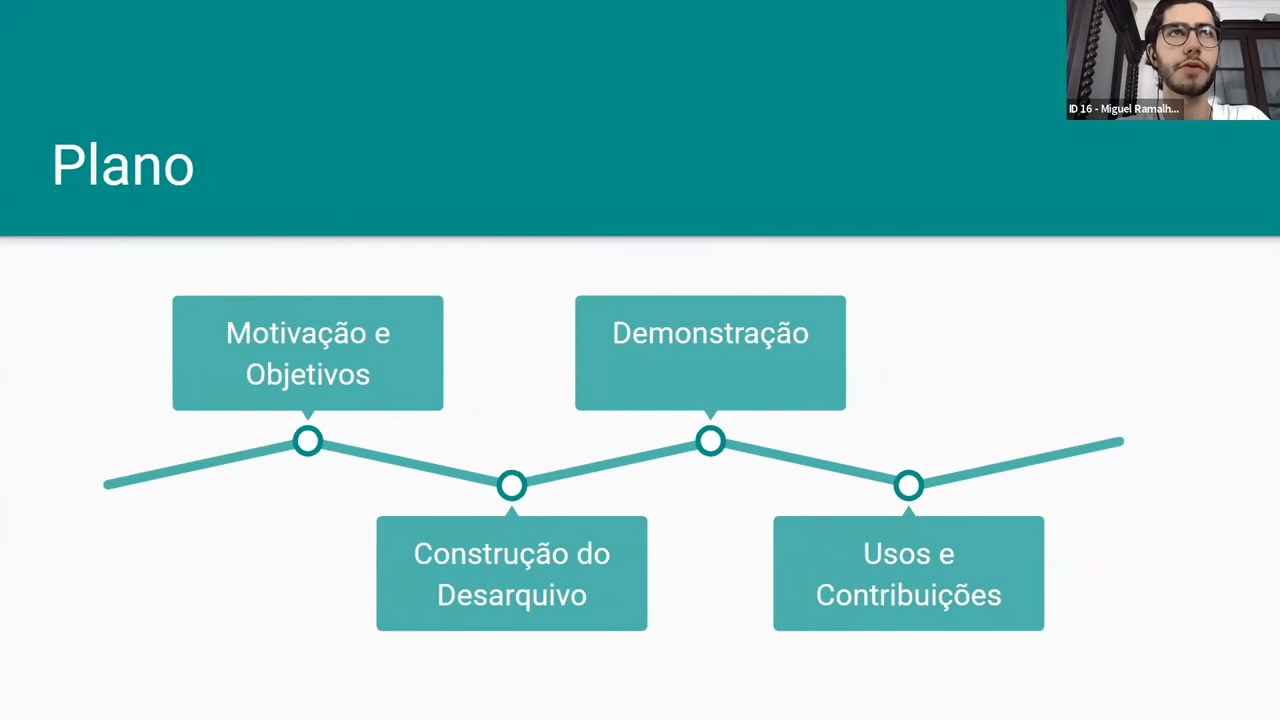 ID 16 - Miguel Ramalh...
Plano
Motivação e
Objetivos
Demonstração
Construção do
Desarquivo
Usos e
Contribuições